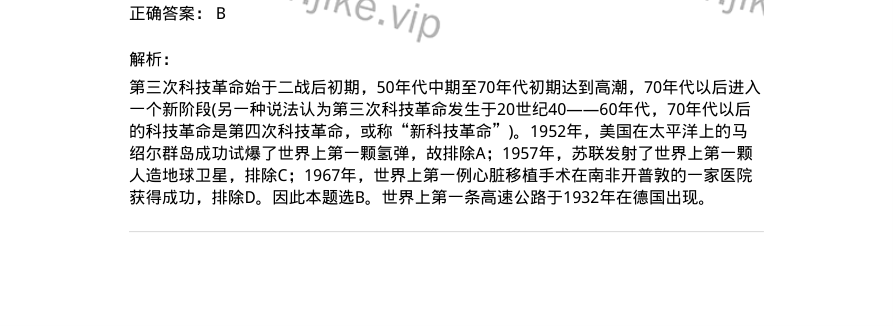 正确答案： B
解析：
第三次科技革命始于二战后初期，50年代中期至70年代初期达到高潮，70年代以后进入
一个新阶段(另一种说法认为第三次科技革命发生于20世纪40——60年代，70年代以后
的科技革命是第四次科技革命，或称“新科技革命”)。1952年，美国在太平洋上的马
绍尔群岛成功试爆了世界上第一颗氢弹，故排除A；1957年，苏联发射了世界上第一颗
人造地球卫星，排除C；1967年，世界上第一例心脏移植手术在南非开普敦的一家医院
获得成功，排除D。因此本题选B。世界上第一条高速公路于1932年在德国出现。